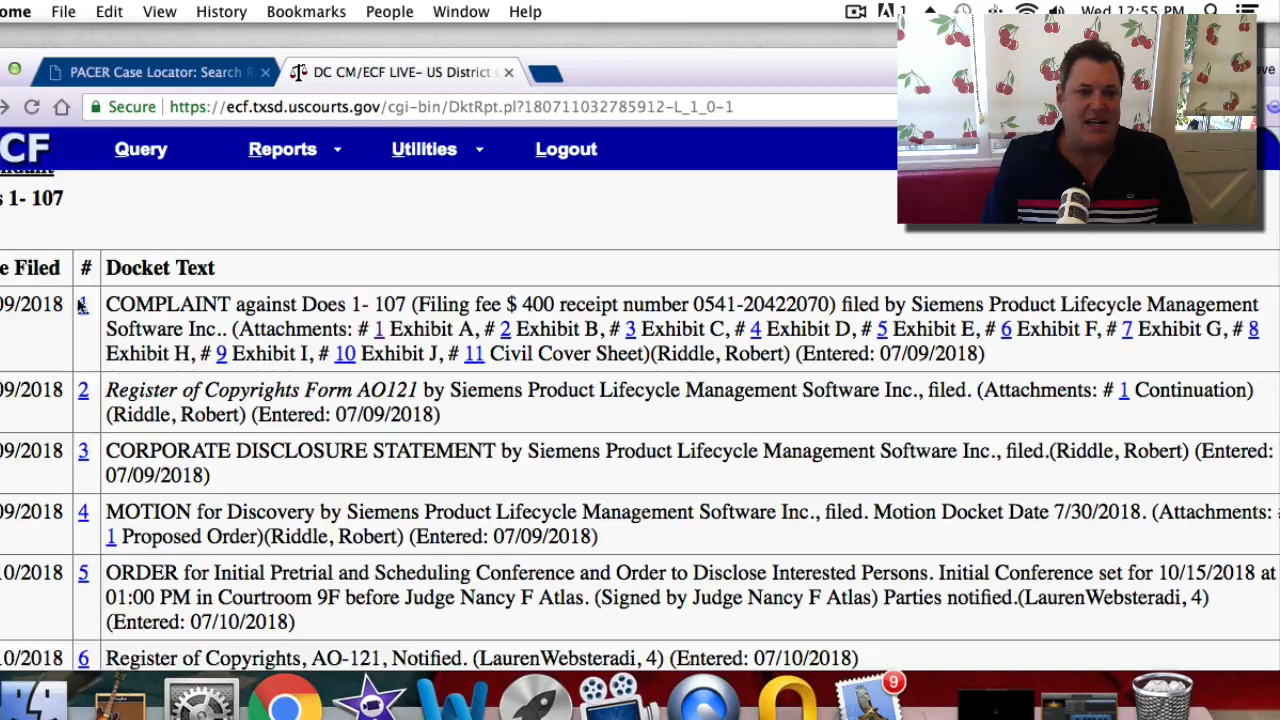 ome File Edit View History Bookmarks People Window Help 1 Wed 12:55 PM
PACER Case Locator: Search R × DC CM/ECF LIVE- US District × eve
Secure https://ecf.txsd.uscourts.gov/cgi-bin/DktRpt.pl?180711032785912-L_1_0-1
CF Query Reports Utilities Logout
s 1- 107
e Filed # Docket Text
09/2018 1 COMPLAINT against Does 1- 107 (Filing fee $ 400 receipt number 0541-20422070) filed by Siemens Product Lifecycle Management
Software Inc.. (Attachments: # 1 Exhibit A, # 2 Exhibit B, # 3 Exhibit C, # 4 Exhibit D, # 5 Exhibit E, # 6 Exhibit F, # 7 Exhibit G, # 8
Exhibit H, # 9 Exhibit I, # 10 Exhibit J, # 11 Civil Cover Sheet)(Riddle, Robert) (Entered: 07/09/2018)
09/2018 2 Register of Copyrights Form AO121 by Siemens Product Lifecycle Management Software Inc., filed. (Attachments: # 1 Continuation)
(Riddle, Robert) (Entered: 07/09/2018)
09/2018 3 CORPORATE DISCLOSURE STATEMENT by Siemens Product Lifecycle Management Software Inc., filed.(Riddle, Robert) (Entered:
07/09/2018)
09/2018 4 MOTION for Discovery by Siemens Product Lifecycle Management Software Inc., filed. Motion Docket Date 7/30/2018. (Attachments: #
1 Proposed Order)(Riddle, Robert) (Entered: 07/09/2018)
10/2018 5 ORDER for Initial Pretrial and Scheduling Conference and Order to Disclose Interested Persons. Initial Conference set for 10/15/2018 at
01:00 PM in Courtroom 9F before Judge Nancy F Atlas. (Signed by Judge Nancy F Atlas) Parties notified.(LaurenWebsteradi, 4)
(Entered: 07/10/2018)
10/2018 6 Register of Copyrights, AO-121, Notified. (LaurenWebsteradi, 4) (Entered: 07/10/2018)
9